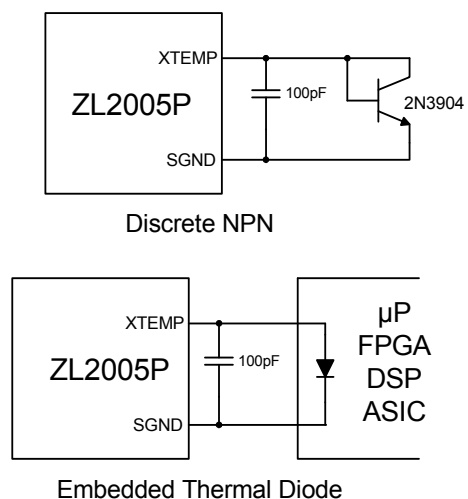 XTEMP
100pF
2N3904
ZL2005P
SGND
Discrete NPN
XTEMP
μP
FPGA
DSP
ASIC
100pF
ZL2005P
SGND
Embedded Thermal Diode